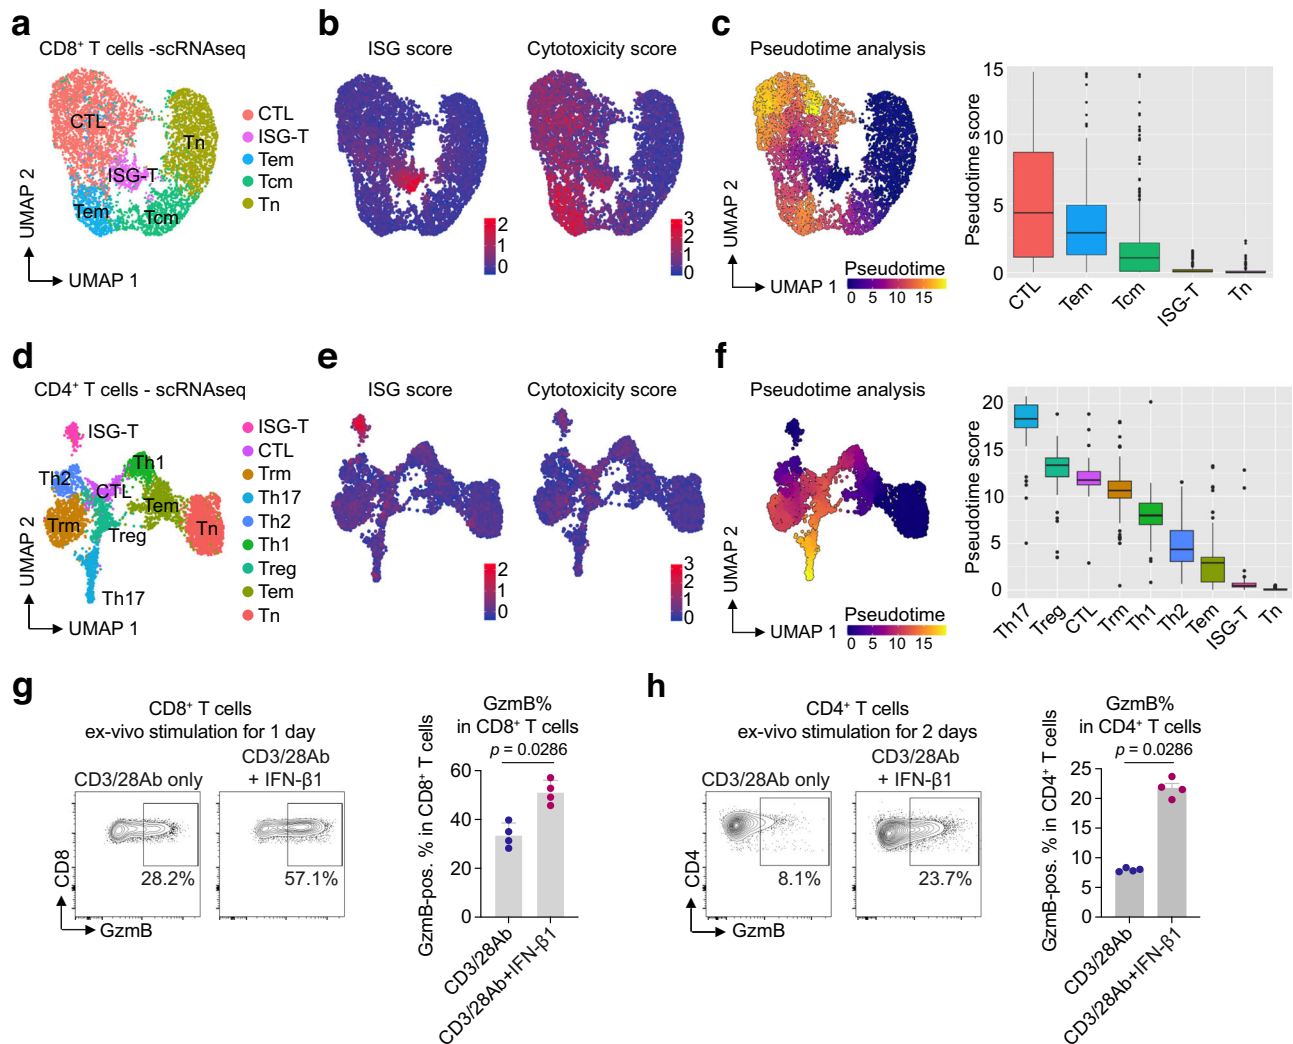 a
CD8⁺ T cells -scRNAseq
CTL
Tn
ISG-T
Tem
Tcm
CTL
ISG-T
Tem
Tcm
Tn
UMAP 2
UMAP 1
b
ISG score
2
1
0
Cytotoxicity score
3
2
1
0
c
Pseudotime analysis
UMAP 2
UMAP 1
Pseudotime
0 5 10 15
Pseudotime score
15
10
5
0
CTL
Tem
Tcm
ISG-T
Tn
d
CD4⁺ T cells - scRNAseq
ISG-T
Th1
Th2
CTL
Tem
Trm
Tn
Treg
Th17
ISG-T
CTL
Trm
Th17
Th2
Th1
Treg
Tem
Tn
UMAP 2
UMAP 1
e
ISG score
2
1
0
Cytotoxicity score
3
2
1
0
f
Pseudotime analysis
UMAP 2
UMAP 1
Pseudotime
0 5 10 15
Pseudotime score
20
15
10
5
0
Th17
Treg
CTL
Trm
Th1
Th2
Tem
ISG-T
Tn
g
CD8⁺ T cells
ex-vivo stimulation for 1 day
CD3/28Ab only
CD3/28Ab
+ IFN-β1
28.2%
57.1%
CD8
GzmB
GzmB%
in CD8⁺ T cells
p = 0.0286
GzmB-pos. % in CD8⁺ T cells
60
40
20
0
CD3/28Ab
CD3/28Ab+IFN-β1
h
CD4⁺ T cells
ex-vivo stimulation for 2 days
CD3/28Ab only
CD3/28Ab
+ IFN-β1
8.1%
23.7%
CD4
GzmB
GzmB%
in CD4⁺ T cells
p = 0.0286
GzmB-pos. % in CD4⁺ T cells
25
20
15
10
5
0
CD3/28Ab
CD3/28Ab+IFN-β1